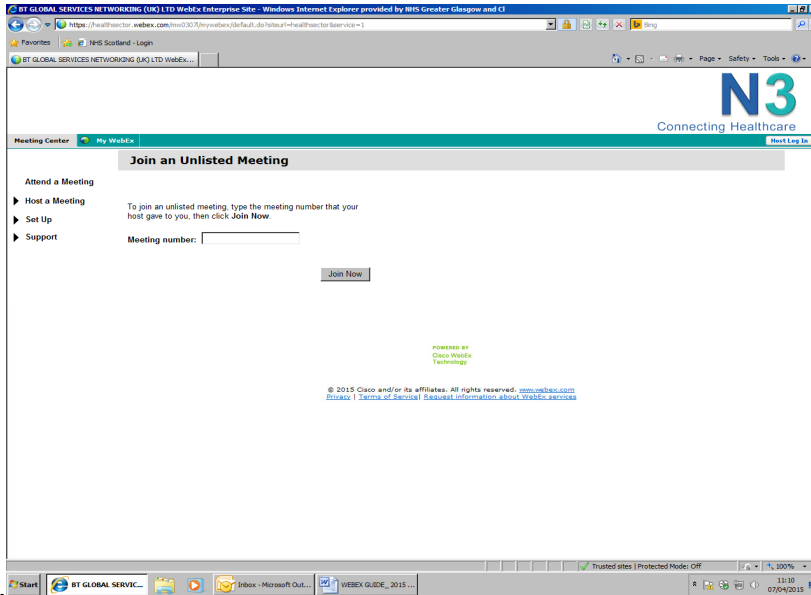 BT GLOBAL SERVICES NETWORKING (UK) LTD WebEx Enterprise Site - Windows Internet Explorer provided by NHS Greater Glasgow and Cl
https://healthsector.webex.com/mw0307l/mywebex/default.do?siteurl=healthsector&service=1
Bing
Favorites NHS Scotland - Login
BT GLOBAL SERVICES NETWORKING (UK) LTD WebEx... Page Safety Tools
N3
Connecting Healthcare
Meeting Center My WebEx Host Log In
Join an Unlisted Meeting
Attend a Meeting
Host a Meeting
Set Up
Support
To join an unlisted meeting, type the meeting number that your
host gave to you, then click Join Now.
Meeting number:
Join Now
POWERED BY
Cisco WebEx
Technology
© 2015 Cisco and/or its affiliates. All rights reserved. www.webex.com
Privacy | Terms of Service | Request information about WebEx services
Trusted sites | Protected Mode: Off 100%
Start BT GLOBAL SERVIC... Inbox - Microsoft Out... WEBEX GUIDE_ 2015 ... 11:10
07/04/2015